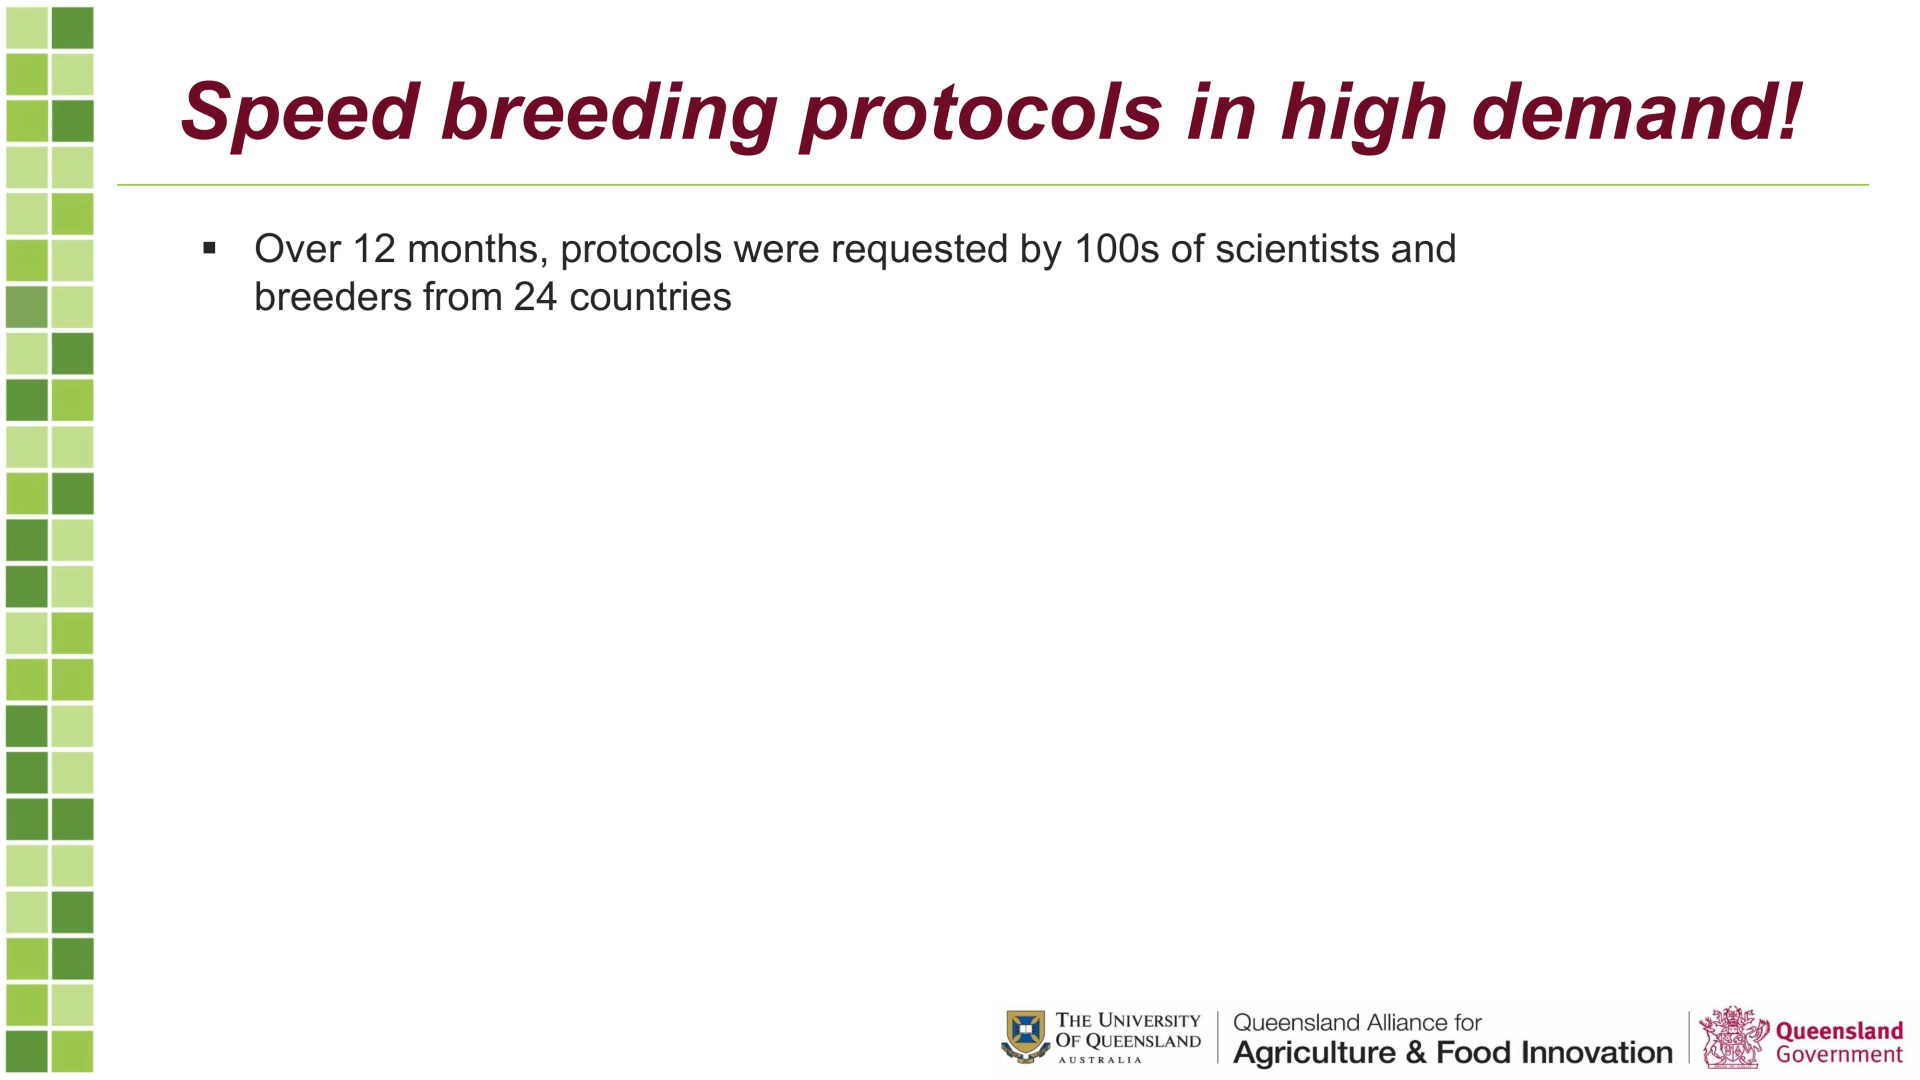 Speed breeding protocols in high demand!
▪ Over 12 months, protocols were requested by 100s of scientists and
breeders from 24 countries
THE UNIVERSITY
OF QUEENSLAND
AUSTRALIA
Queensland Alliance for
Agriculture & Food Innovation
Queensland
Government